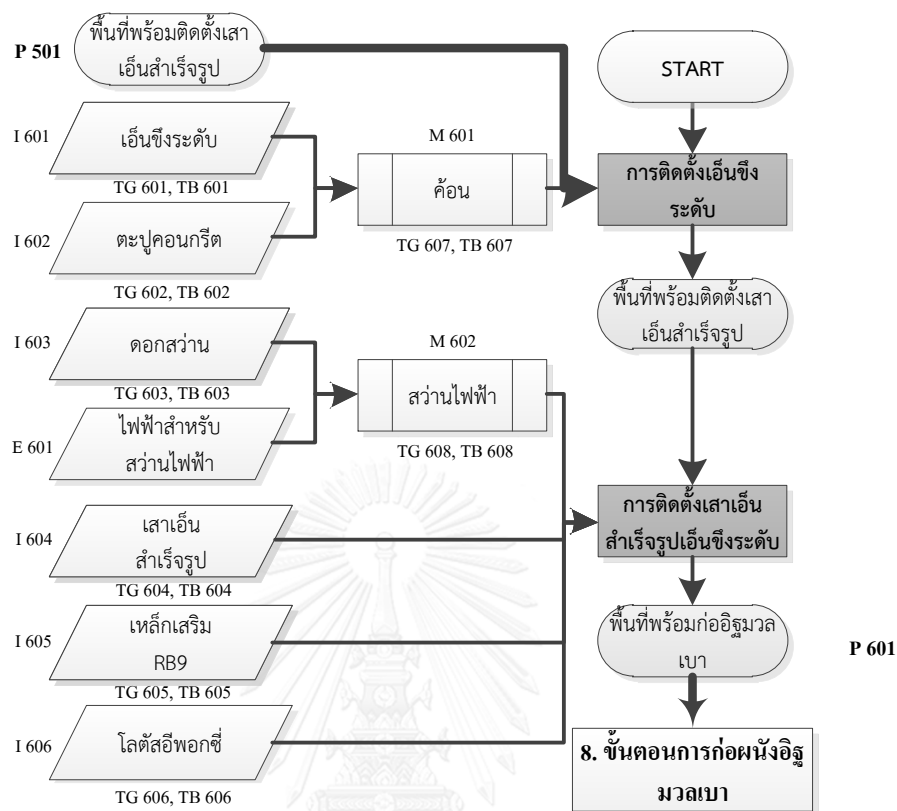 P 501
พื้นที่พร้อมติดตั้งเสา
เอ็นสำเร็จรูป
START
I 601
เอ็นขึงระดับ
TG 601, TB 601
M 601
ค้อน
TG 607, TB 607
การติดตั้งเอ็นขึง
ระดับ
I 602
ตะปูคอนกรีต
TG 602, TB 602
พื้นที่พร้อมติดตั้งเสา
เอ็นสำเร็จรูป
I 603
ดอกสว่าน
TG 603, TB 603
M 602
สว่านไฟฟ้า
TG 608, TB 608
E 601
ไฟฟ้าสำหรับ
สว่านไฟฟ้า
I 604
เสาเอ็น
สำเร็จรูป
TG 604, TB 604
การติดตั้งเสาเอ็น
สำเร็จรูปเอ็นขึงระดับ
I 605
เหล็กเสริม
RB9
TG 605, TB 605
พื้นที่พร้อมก่ออิฐมวล
เบา
P 601
I 606
โลตัสอีพอกซี่
TG 606, TB 606
8. ขั้นตอนการก่อผนังอิฐ
มวลเบา